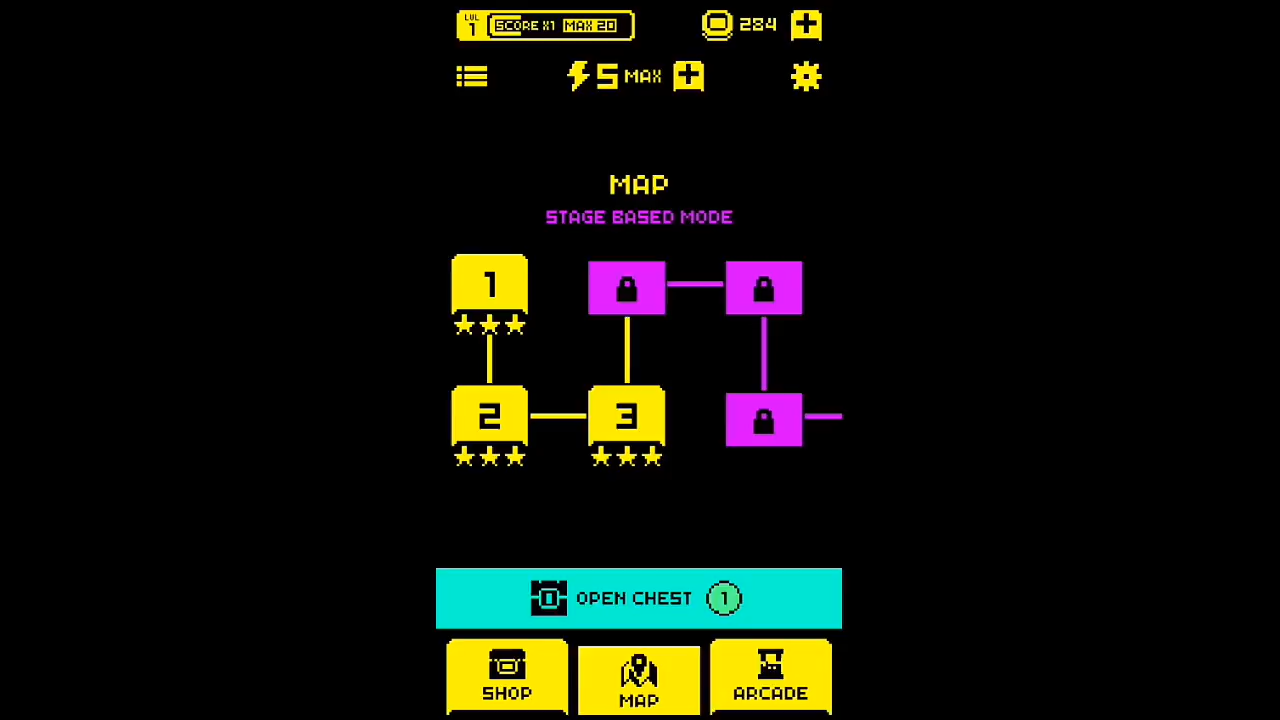 LVL
1
SCORE X1 MAX 20
284
5 MAX
MAP
STAGE BASED MODE
1
2
3
OPEN CHEST 1
SHOP
MAP
ARCADE